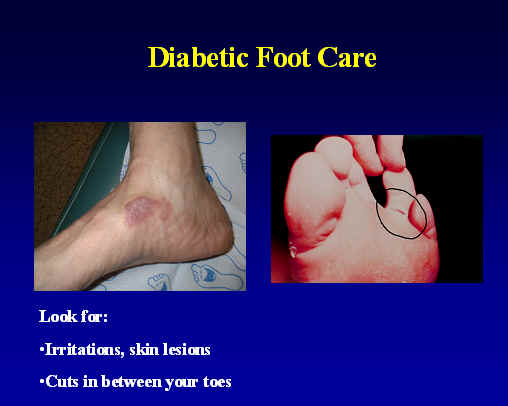 Diabetic Foot Care
Look for:
•Irritations, skin lesions
•Cuts in between your toes